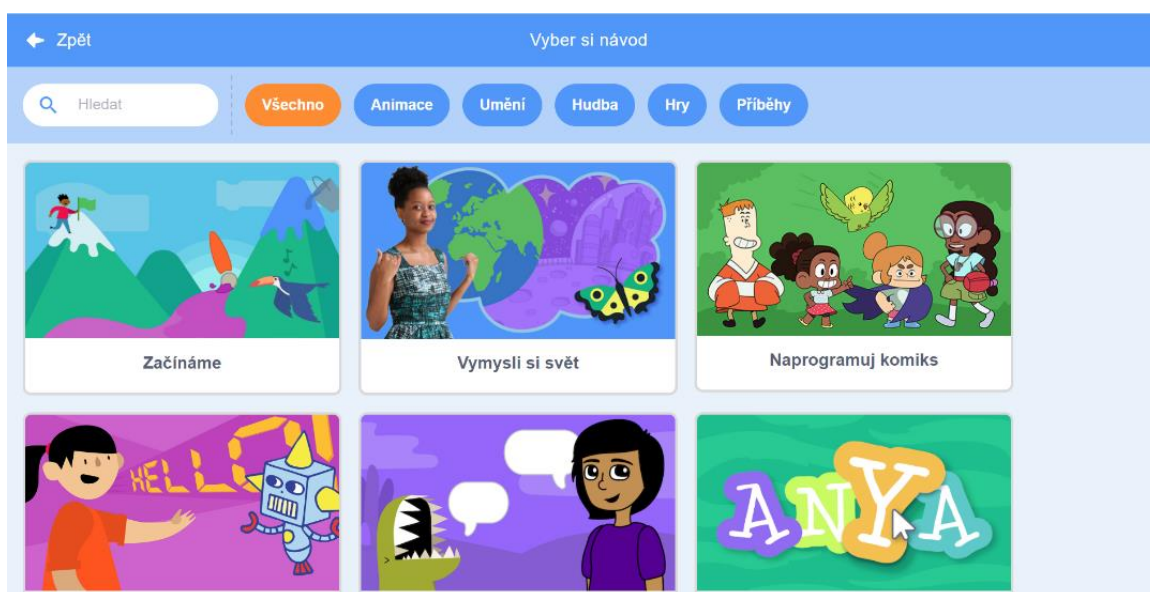 Zpět
Vyber si návod
Hledat
Všechno
Animace
Umění
Hudba
Hry
Příběhy
Začínáme
Vymysli si svět
Naprogramuj komiks
HELLO!
ANYA